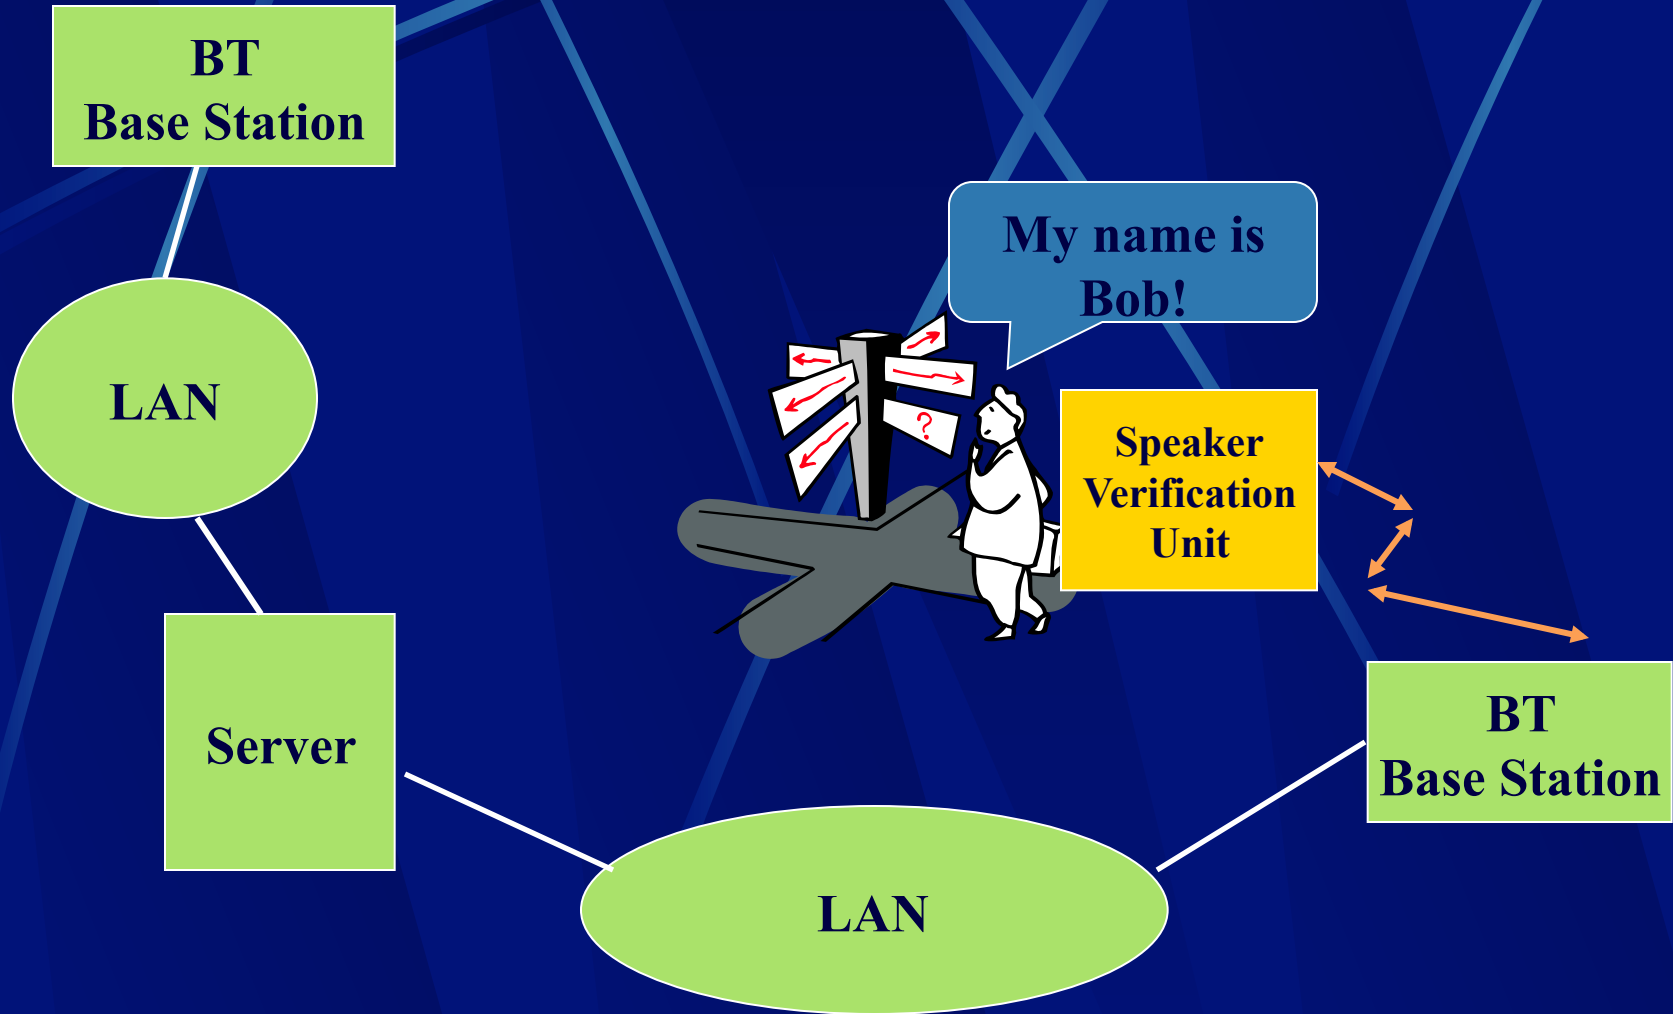 BT
Base Station
My name is
Bob!
LAN
?
Speaker
Verification
Unit
Server
BT
Base Station
LAN